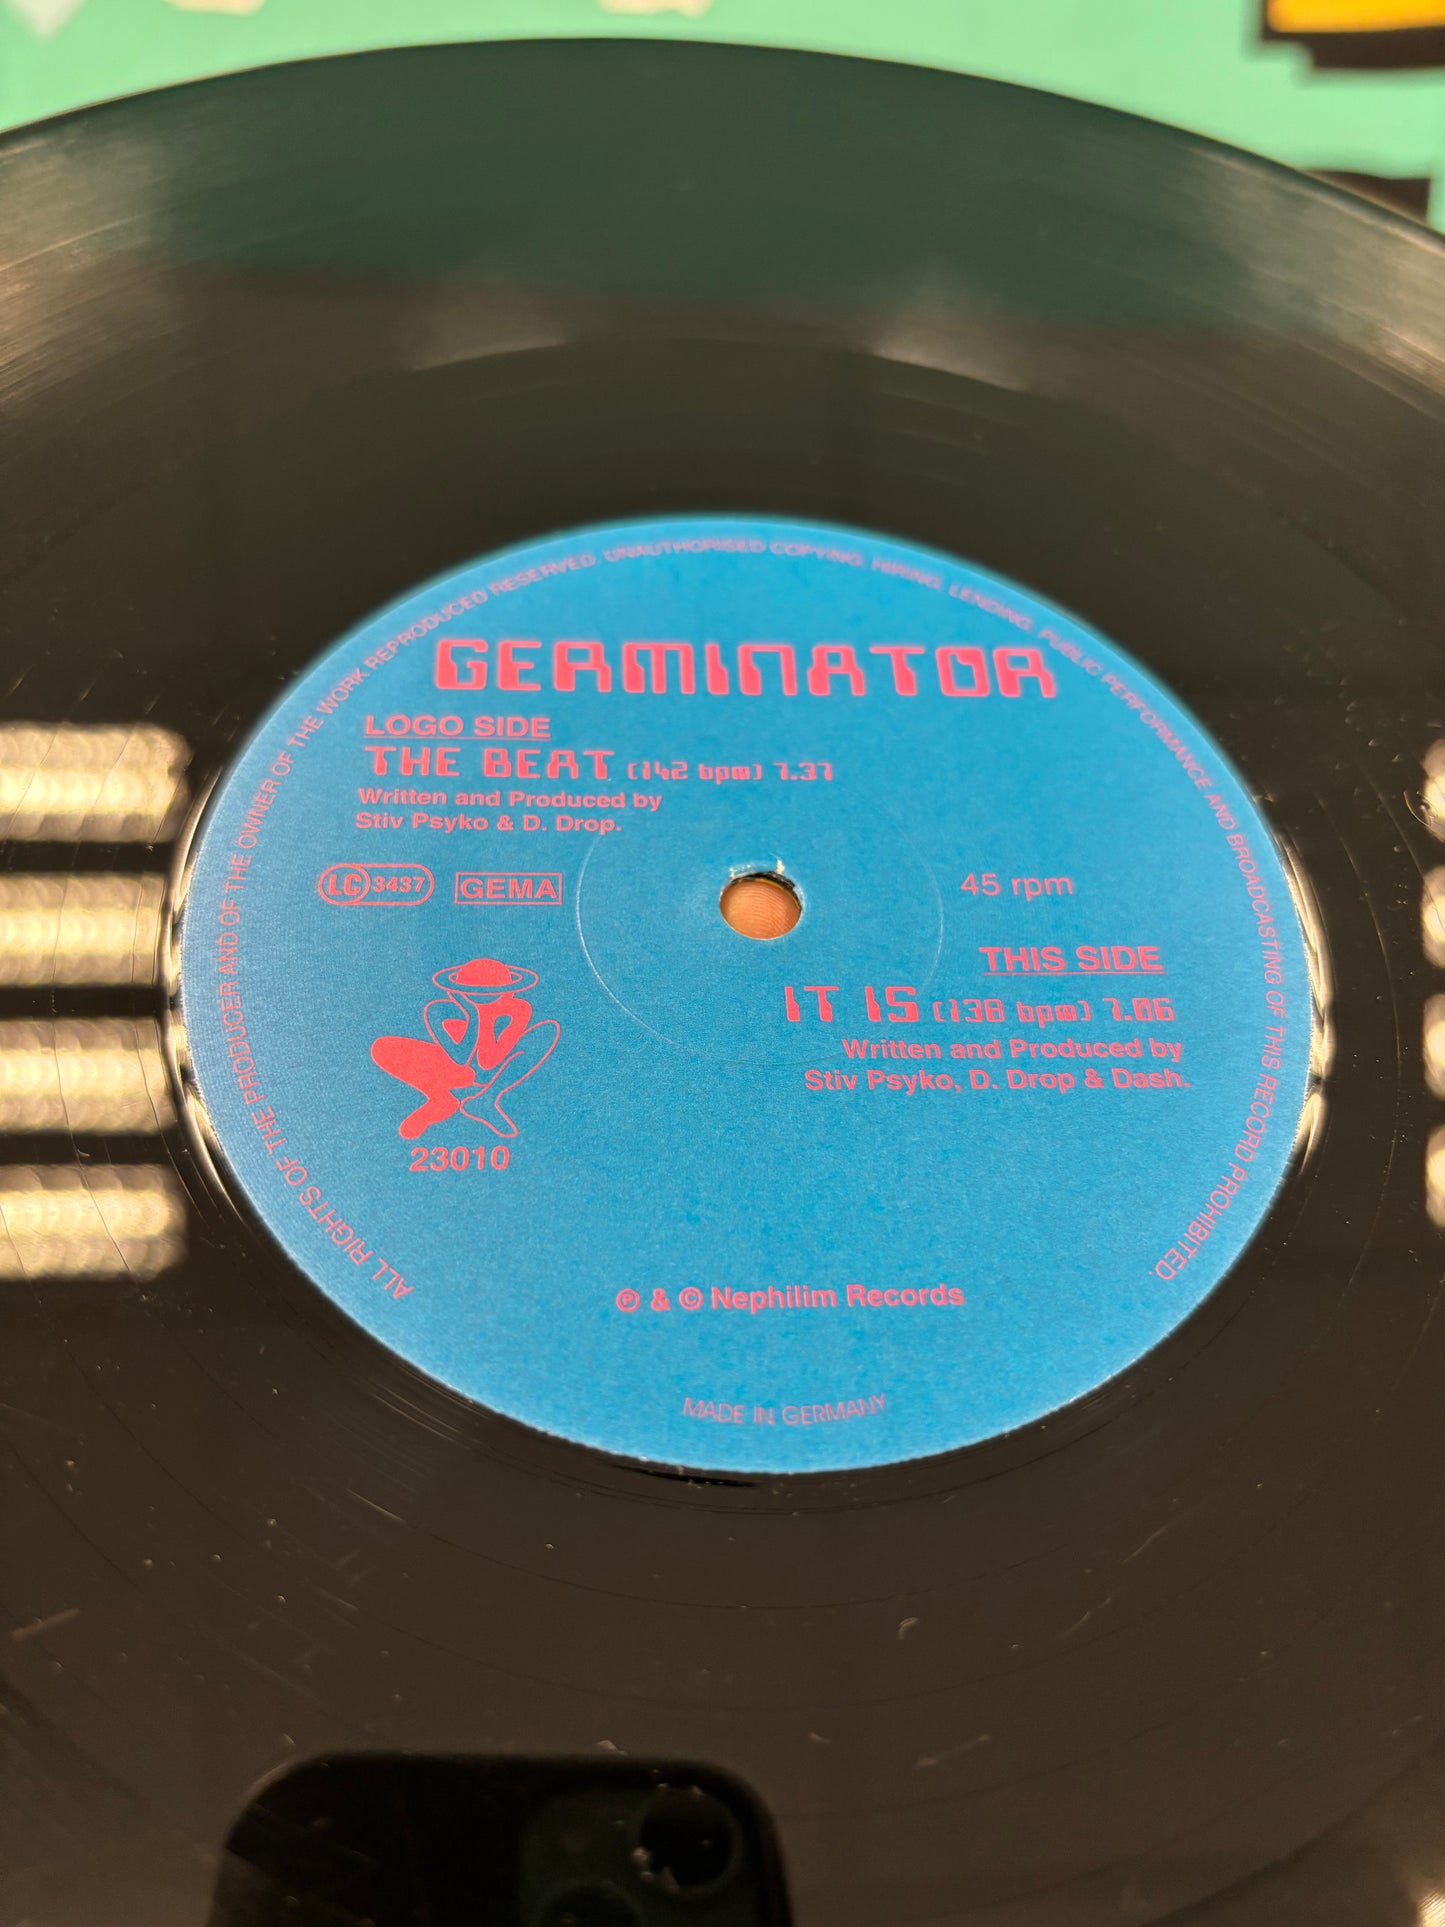 ALL RIGHTS OF THE PRODUCER AND OF THE OWNER OF THE WORK REPRODUCED RESERVED. UNAUTHORISED COPYING. HIRING. LENDING. PUBLIC PERFORMANCE AND BROADCASTING OF THIS RECORD PROHIBITED.
GERMINATOR
LOGO SIDE
THE BEAT (142 bpm) 7.37
Written and Produced by
Stiv Psyko & D. Drop.
LC 3437 GEMA
45 rpm
THIS SIDE
IT IS (138 bpm) 7.06
Written and Produced by
Stiv Psyko, D. Drop & Dash.
23010
℗ & © Nephilim Records
MADE IN GERMANY